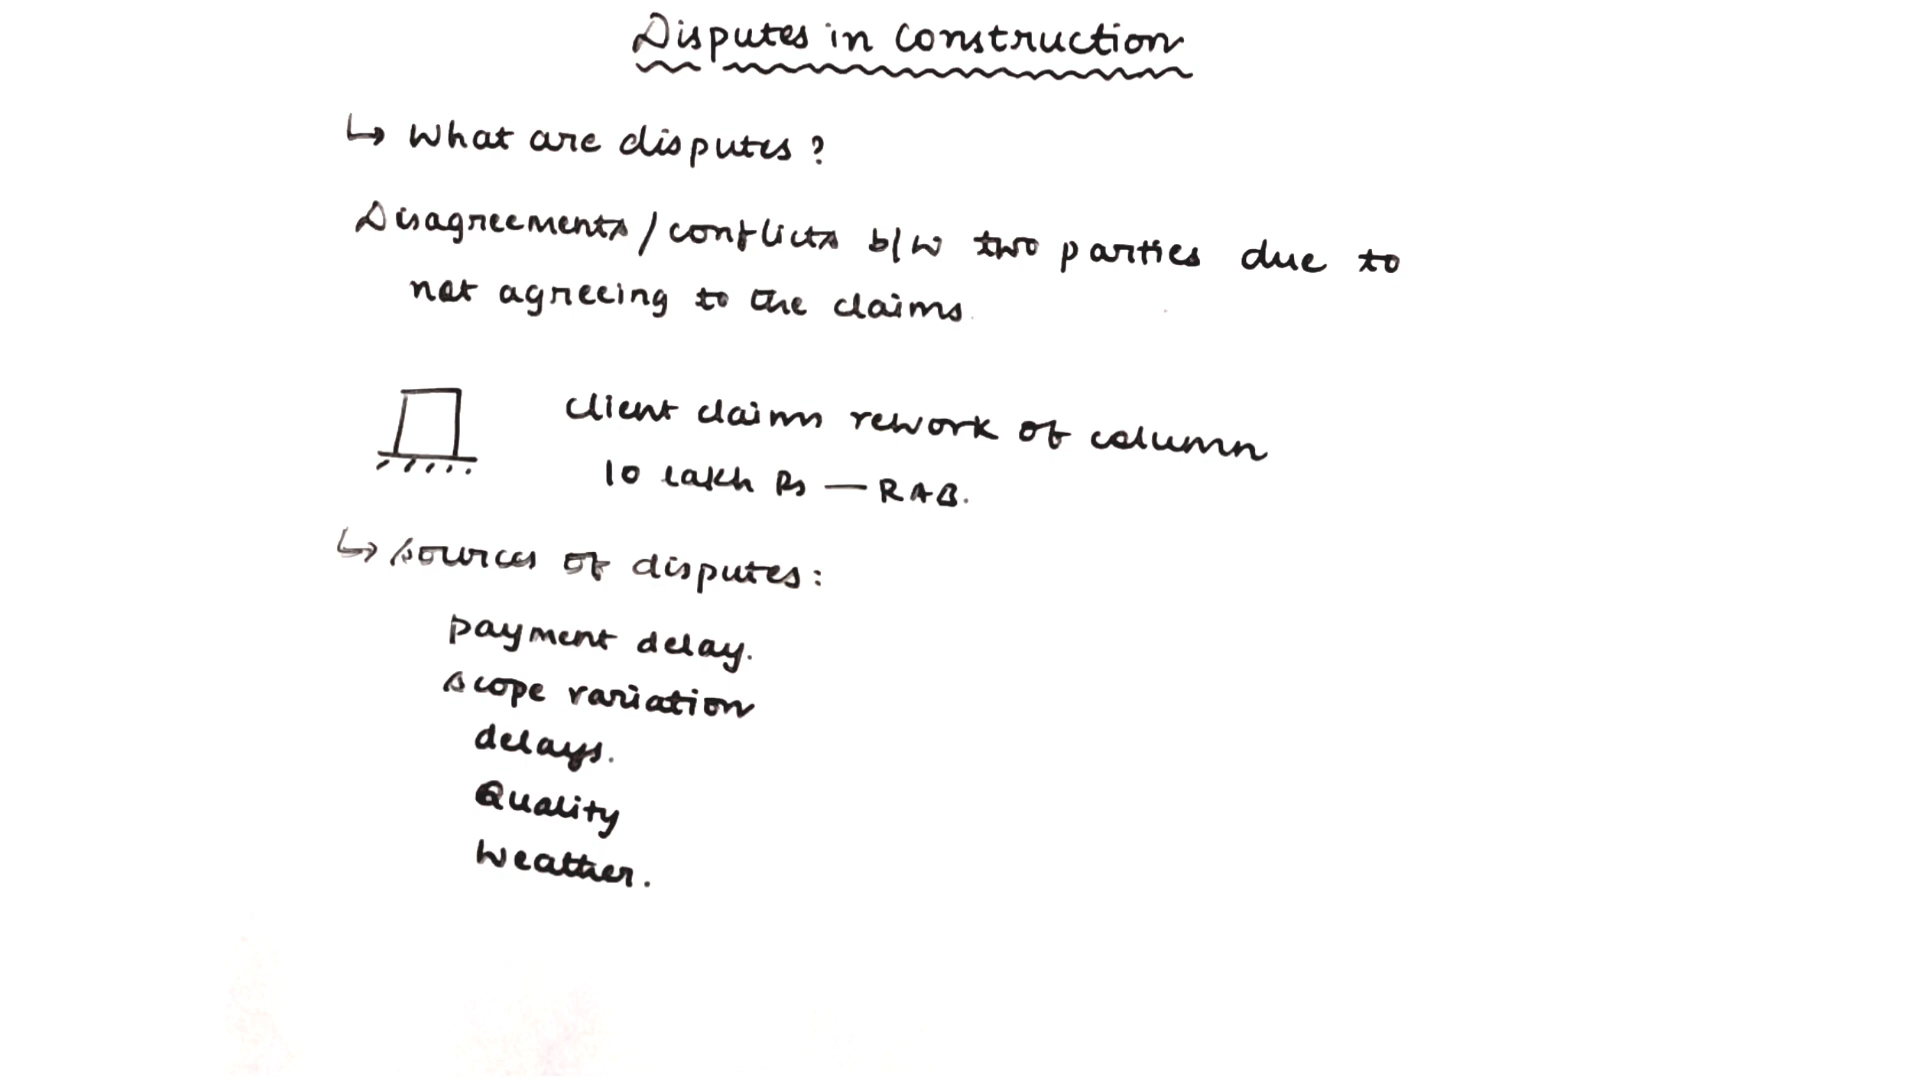 Disputes in construction
↳ What are disputes?
Disagreements/conflicts b/w two parties due to
not agreeing to the claims.
client claims rework of column
10 lakh Rs — RAB.
↳ sources of disputes:
payment delay.
scope variation
delays.
Quality
Weather.